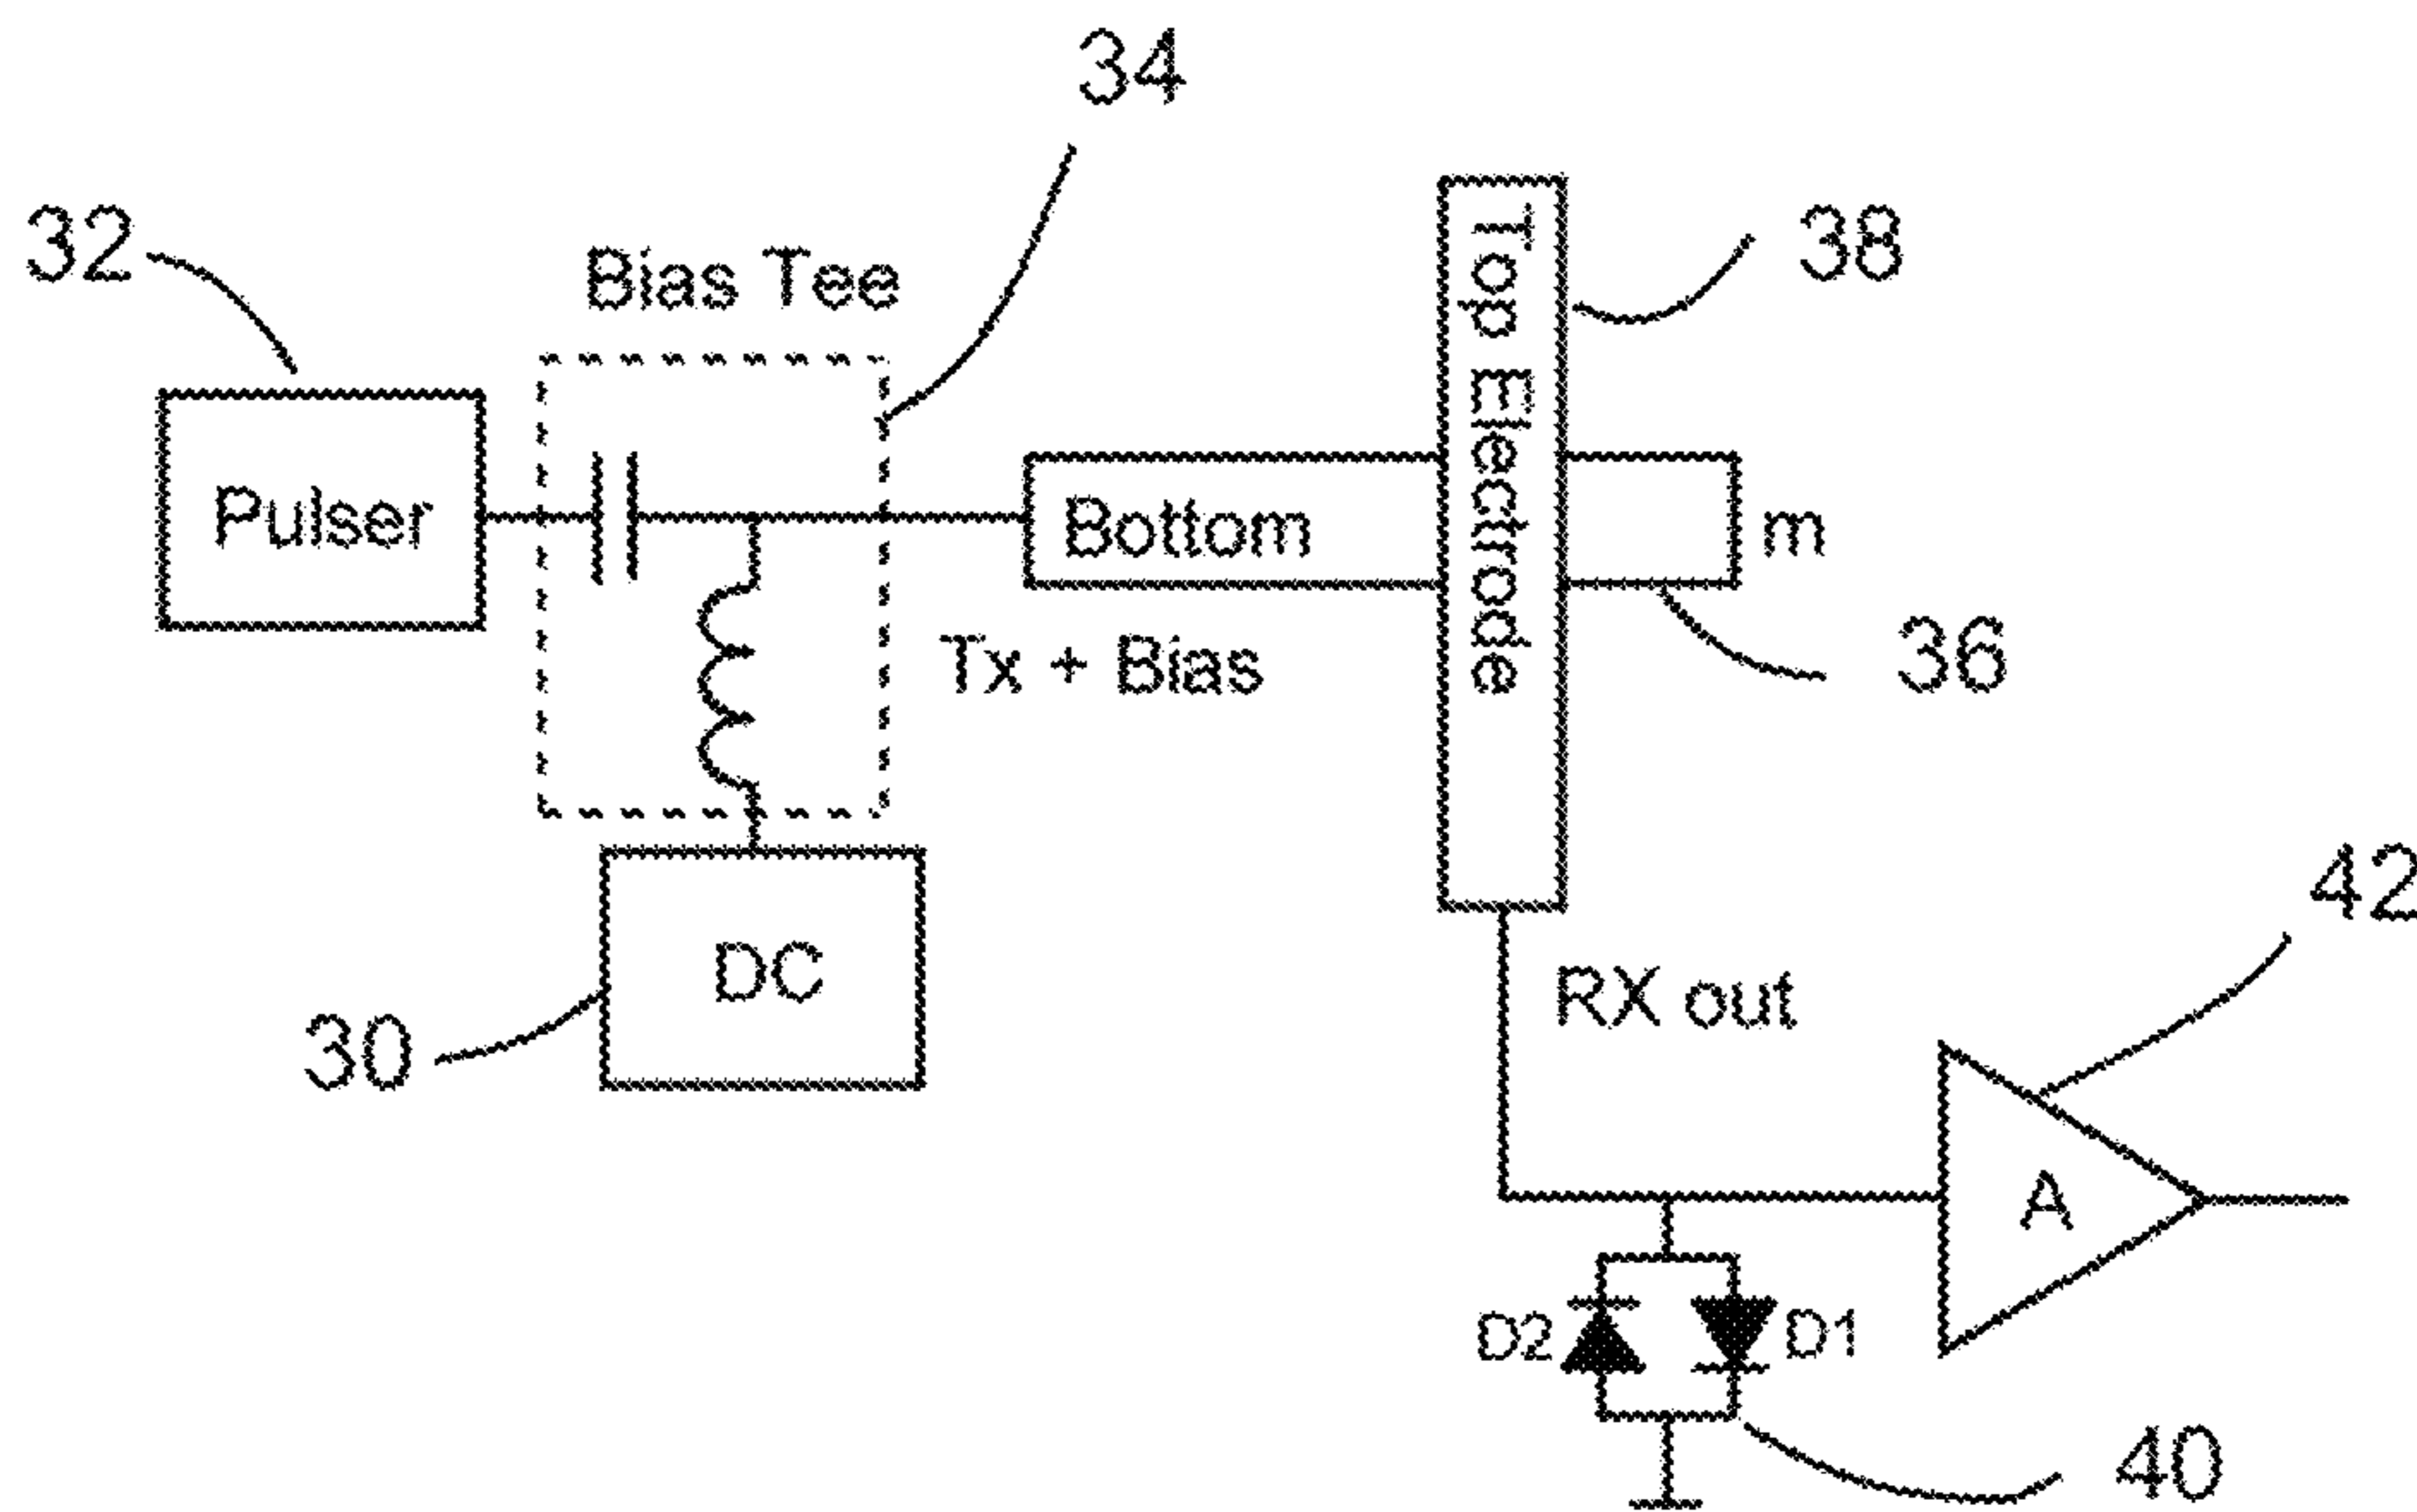 34
32
38
Bias Tee
Top Electrode
Pulser
Bottom
m
Tx + Bias
36
42
DC
RX out
30
A
D2
D1
40